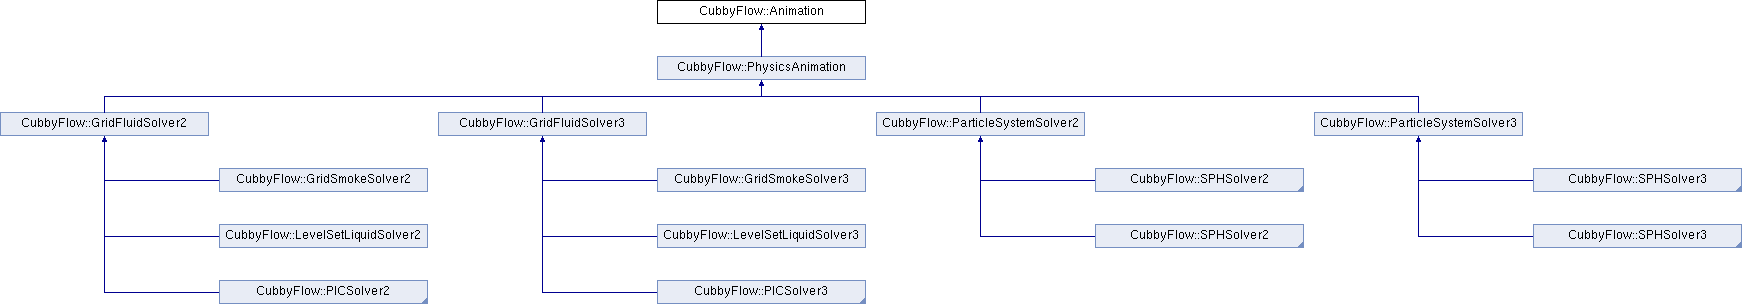 CubbyFlow::Animation
CubbyFlow::PhysicsAnimation
CubbyFlow::GridFluidSolver2
CubbyFlow::GridFluidSolver3
CubbyFlow::ParticleSystemSolver2
CubbyFlow::ParticleSystemSolver3
CubbyFlow::GridSmokeSolver2
CubbyFlow::GridSmokeSolver3
CubbyFlow::SPHSolver2
CubbyFlow::SPHSolver3
CubbyFlow::LevelSetLiquidSolver2
CubbyFlow::LevelSetLiquidSolver3
CubbyFlow::SPHSolver2
CubbyFlow::SPHSolver3
CubbyFlow::PICSolver2
CubbyFlow::PICSolver3